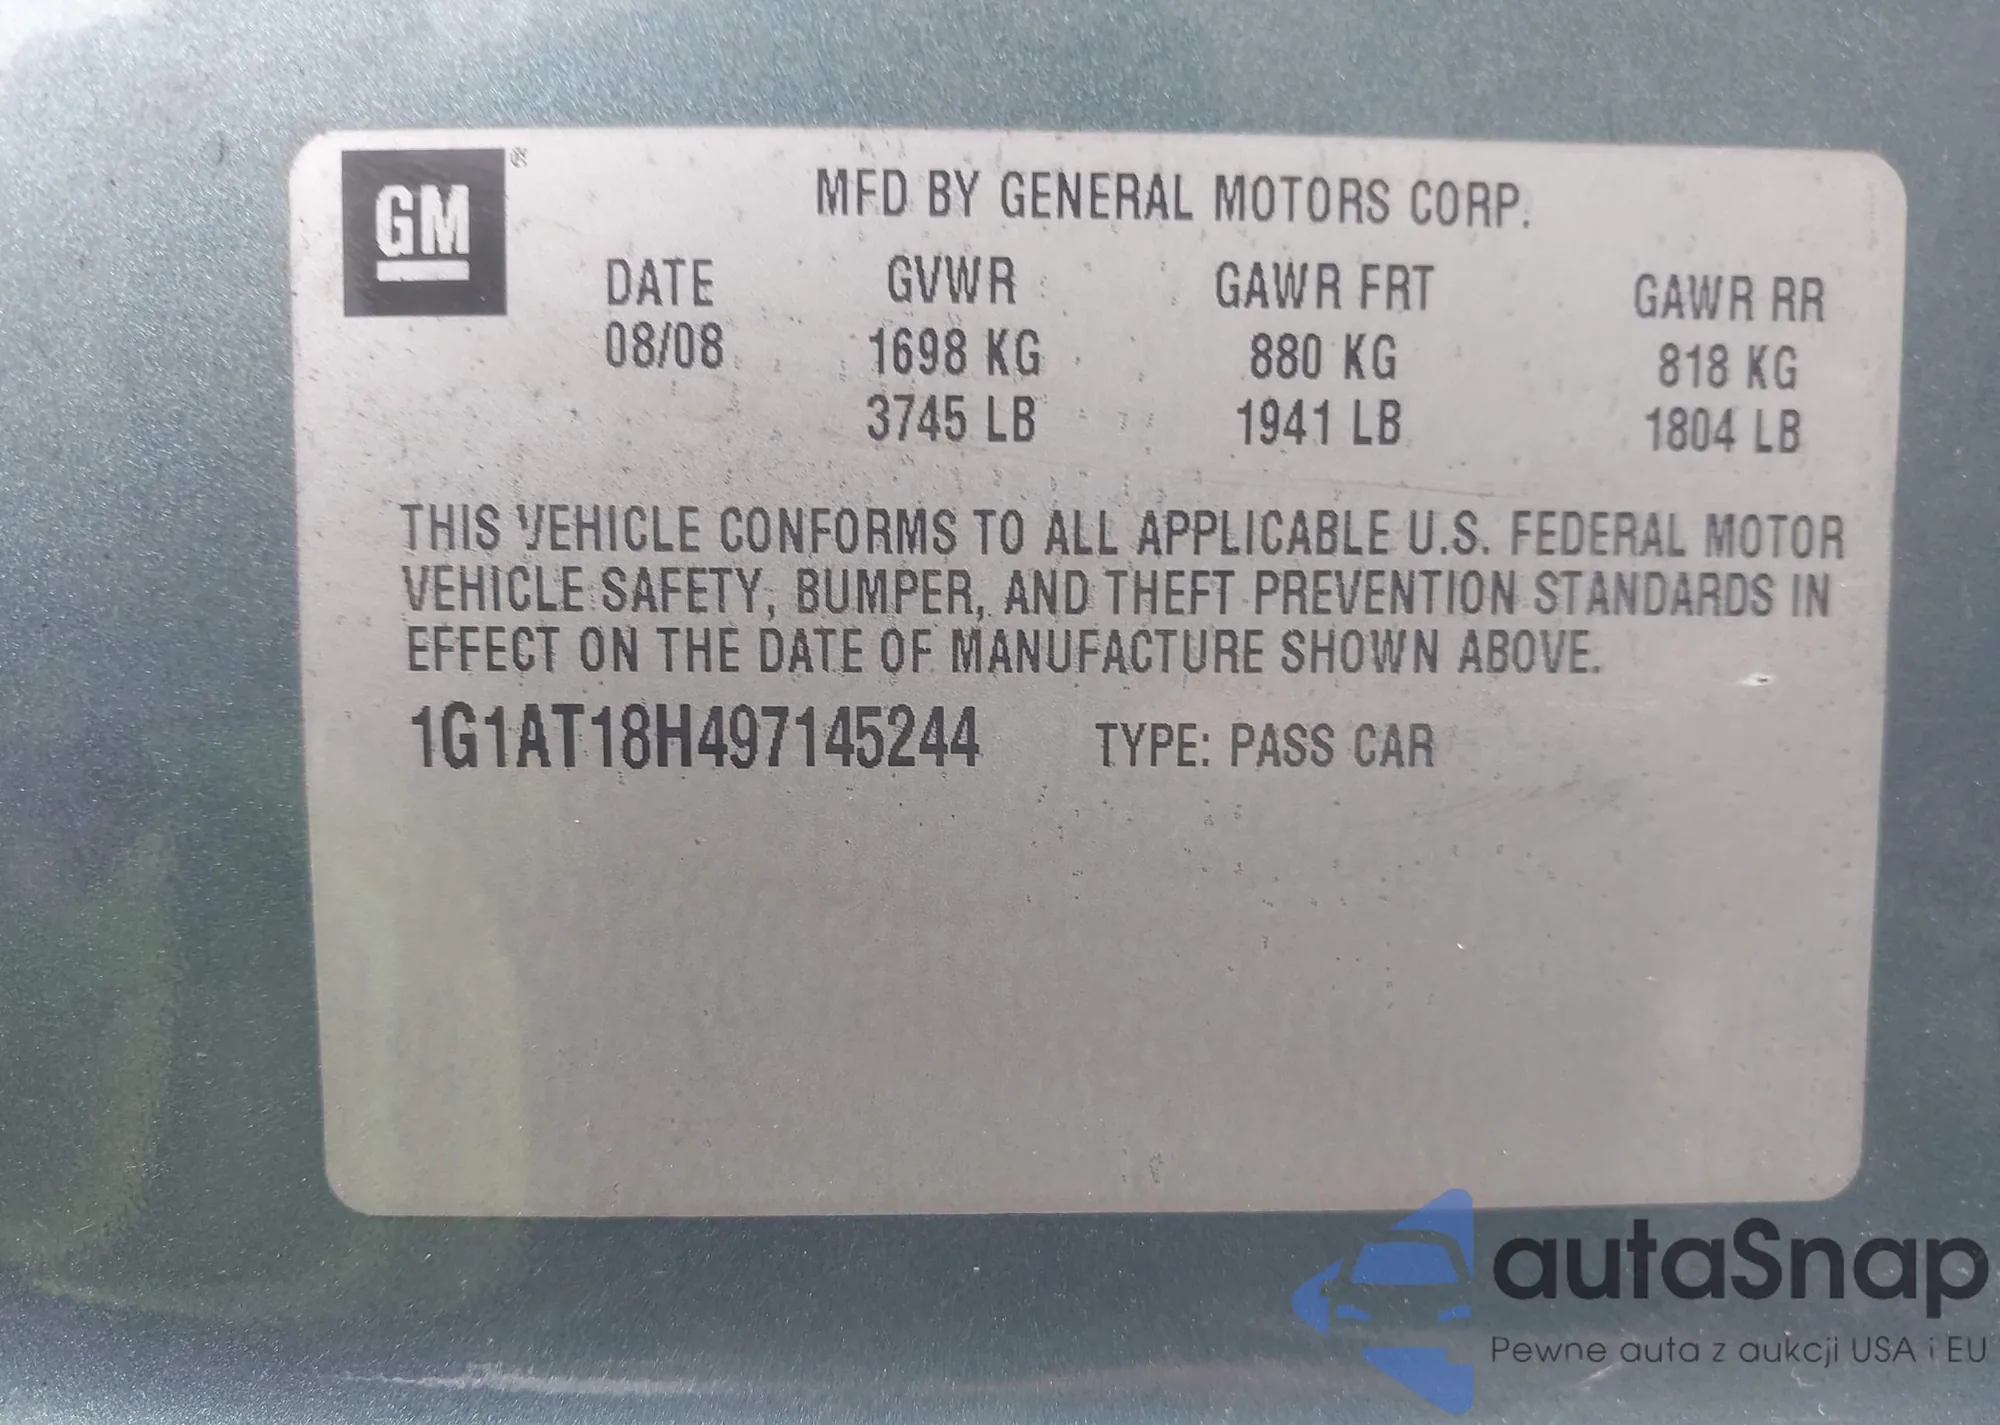 GM
MFD BY GENERAL MOTORS CORP.
DATE GVWR GAWR FRT GAWR RR
08/08 1698 KG 880 KG 818 KG
3745 LB 1941 LB 1804 LB
THIS VEHICLE CONFORMS TO ALL APPLICABLE U.S. FEDERAL MOTOR
VEHICLE SAFETY, BUMPER, AND THEFT PREVENTION STANDARDS IN
EFFECT ON THE DATE OF MANUFACTURE SHOWN ABOVE.
1G1AT18H497145244 TYPE: PASS CAR
autaSnap
Pewne auta z aukcji USA i EU